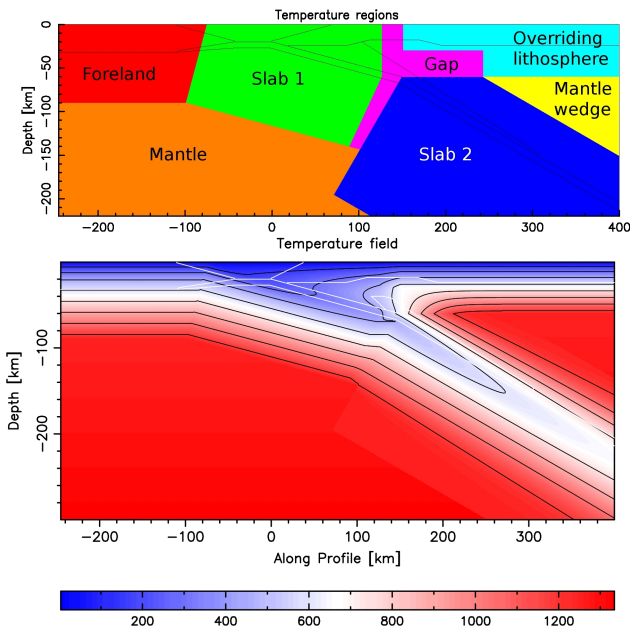 Temperature regions
0
−50
−100
−150
−200
Depth [km]
Foreland
Slab 1
Gap
Overriding
lithosphere
Mantle
wedge
Mantle
Slab 2
−200 −100 0 100 200 300 400
Temperature field
−100
−200
−300
Depth [km]
−200 −100 0 100 200 300
Along Profile [km]
200 400 600 800 1000 1200